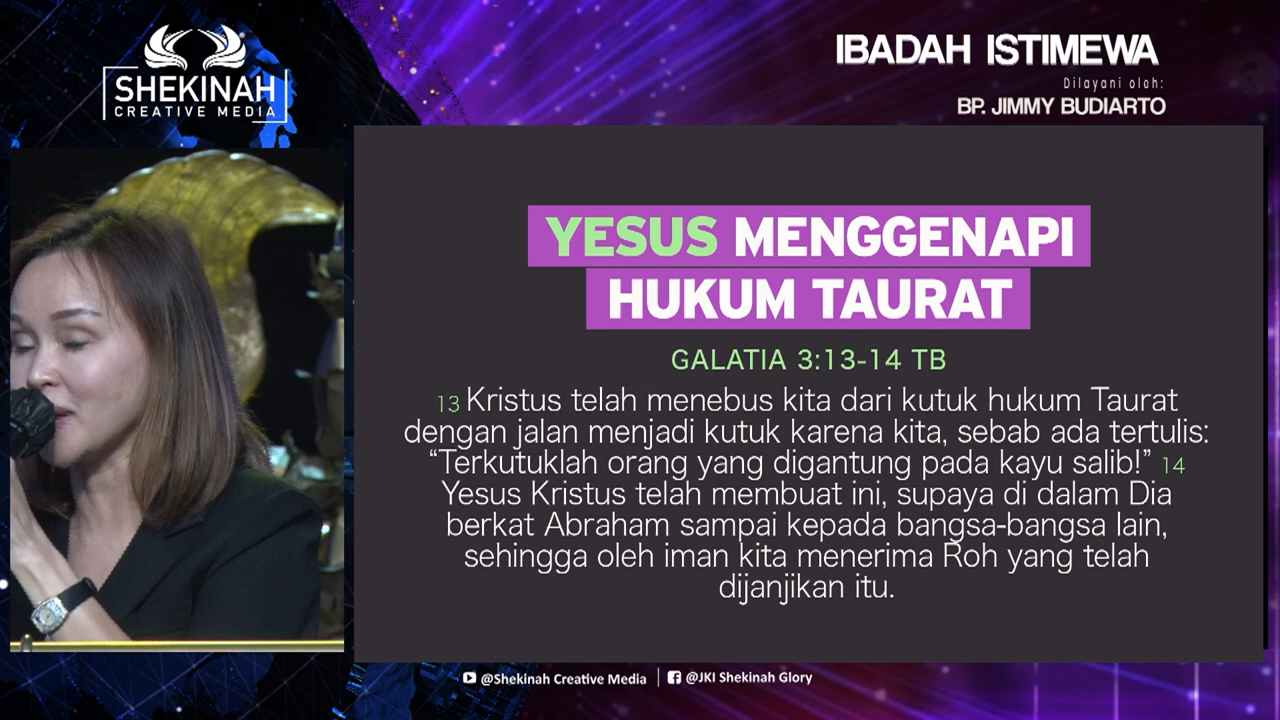 SHEKINAH
CREATIVE MEDIA
IBADAH ISTIMEWA
Dilayani oleh:
BP. JIMMY BUDIARTO
YESUS MENGGENAPI
HUKUM TAURAT
GALATIA 3:13-14 TB
13 Kristus telah menebus kita dari kutuk hukum Taurat
dengan jalan menjadi kutuk karena kita, sebab ada tertulis:
“Terkutuklah orang yang digantung pada kayu salib!” 14
Yesus Kristus telah membuat ini, supaya di dalam Dia
berkat Abraham sampai kepada bangsa-bangsa lain,
sehingga oleh iman kita menerima Roh yang telah
dijanjikan itu.
@Shekinah Creative Media | @JKI Shekinah Glory